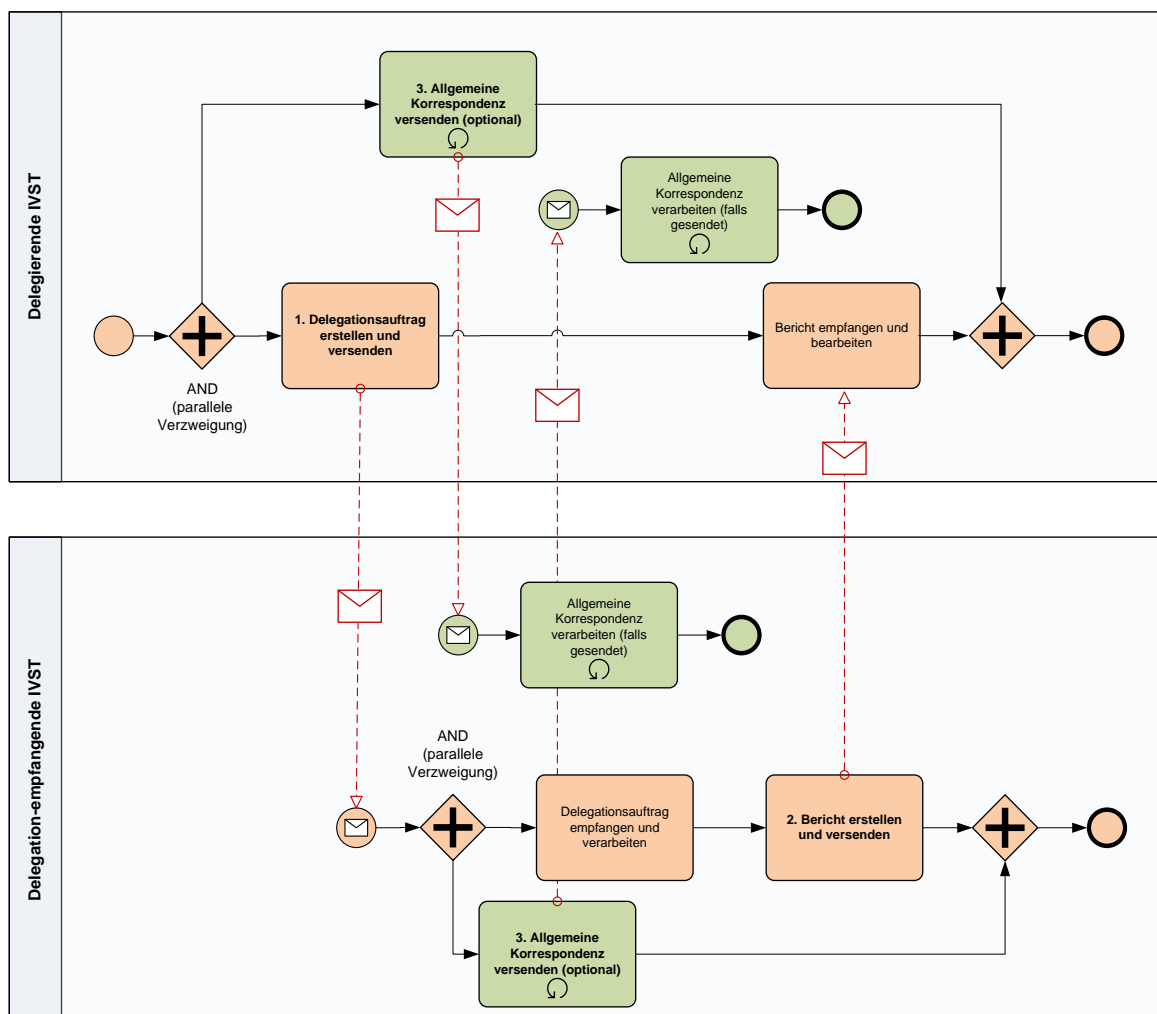 Delegierende IVST
3. Allgemeine
Korrespondenz
versenden (optional)
Allgemeine
Korrespondenz
verarbeiten (falls
gesendet)
1. Delegationsauftrag
erstellen und
versenden
Bericht empfangen und
bearbeiten
AND
(parallele
Verzweigung)
Delegation-empfangende IVST
Allgemeine
Korrespondenz
verarbeiten (falls
gesendet)
AND
(parallele
Verzweigung)
Delegationsauftrag
empfangen und
verarbeiten
2. Bericht erstellen
und versenden
3. Allgemeine
Korrespondenz
versenden (optional)